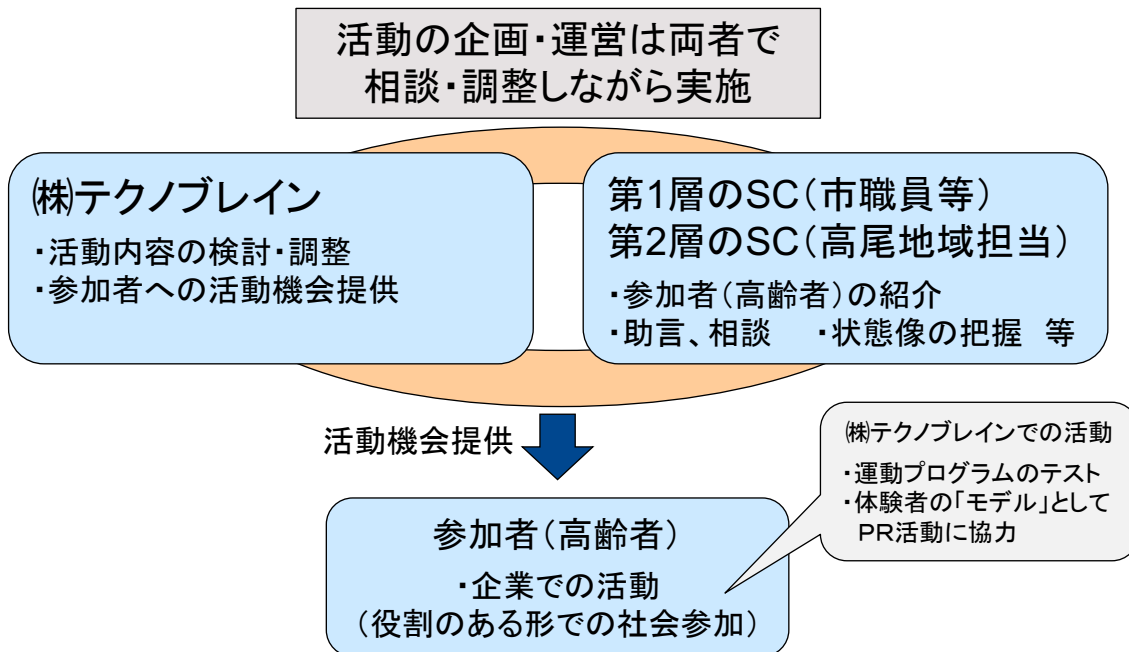 活動の企画・運営は両者で
相談・調整しながら実施
㈱テクノブレイン
・活動内容の検討・調整
・参加者への活動機会提供
第1層のSC（市職員等）
第2層のSC（高尾地域担当）
・参加者（高齢者）の紹介
・助言、相談　・状態像の把握　等
活動機会提供
㈱テクノブレインでの活動
・運動プログラムのテスト
・体験者の「モデル」として
PR活動に協力
参加者（高齢者）
・企業での活動
（役割のある形での社会参加）